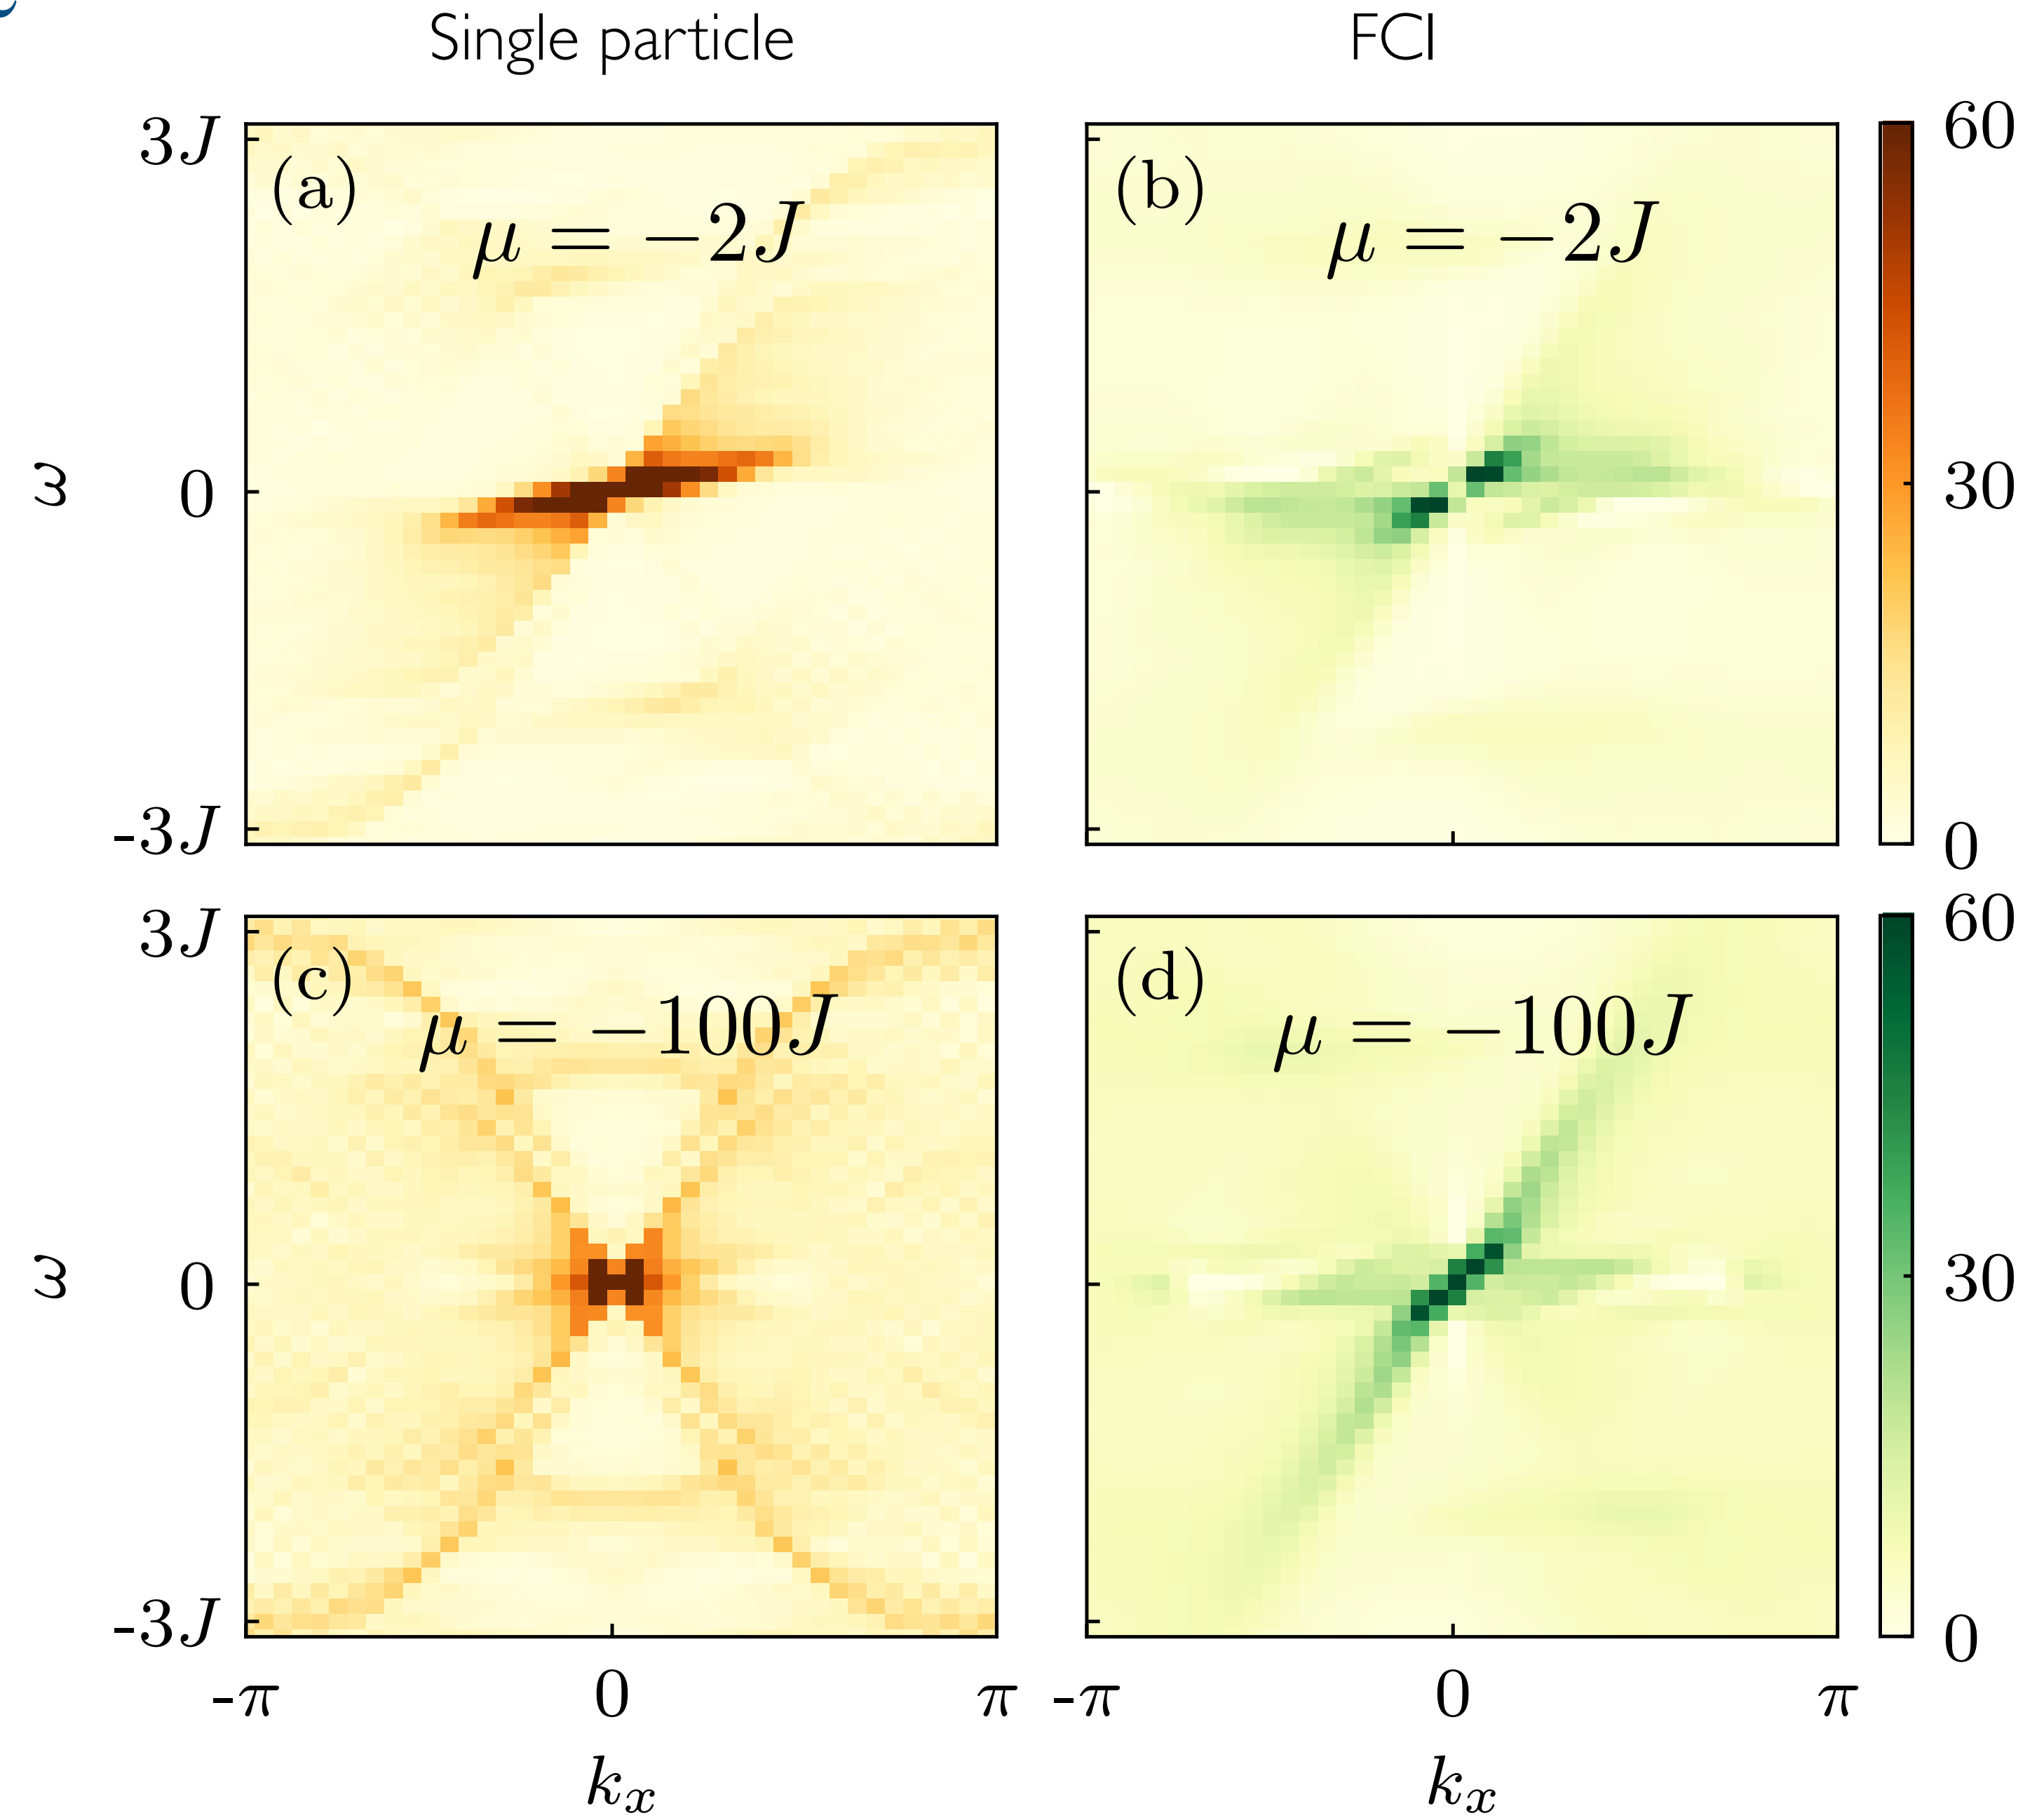 Single particle FCI
3J
(a)
(b)
μ = −2J
μ = −2J
ω
0
-3J
60
30
0
3J
(c)
(d)
μ = −100J
μ = −100J
ω
0
-3J
60
30
0
-π 0 π -π 0 π
kₓ kₓ